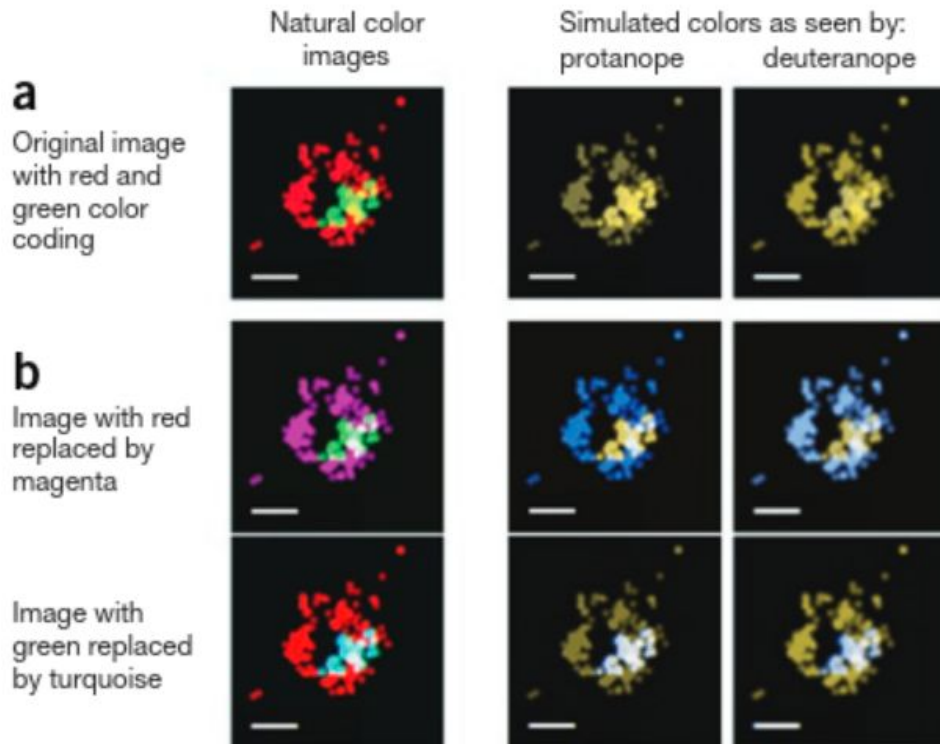 Natural color
images
Simulated colors as seen by:
protanope
deuteranope
a
Original image
with red and
green color
coding
b
Image with red
replaced by
magenta
Image with
green replaced
by turquoise